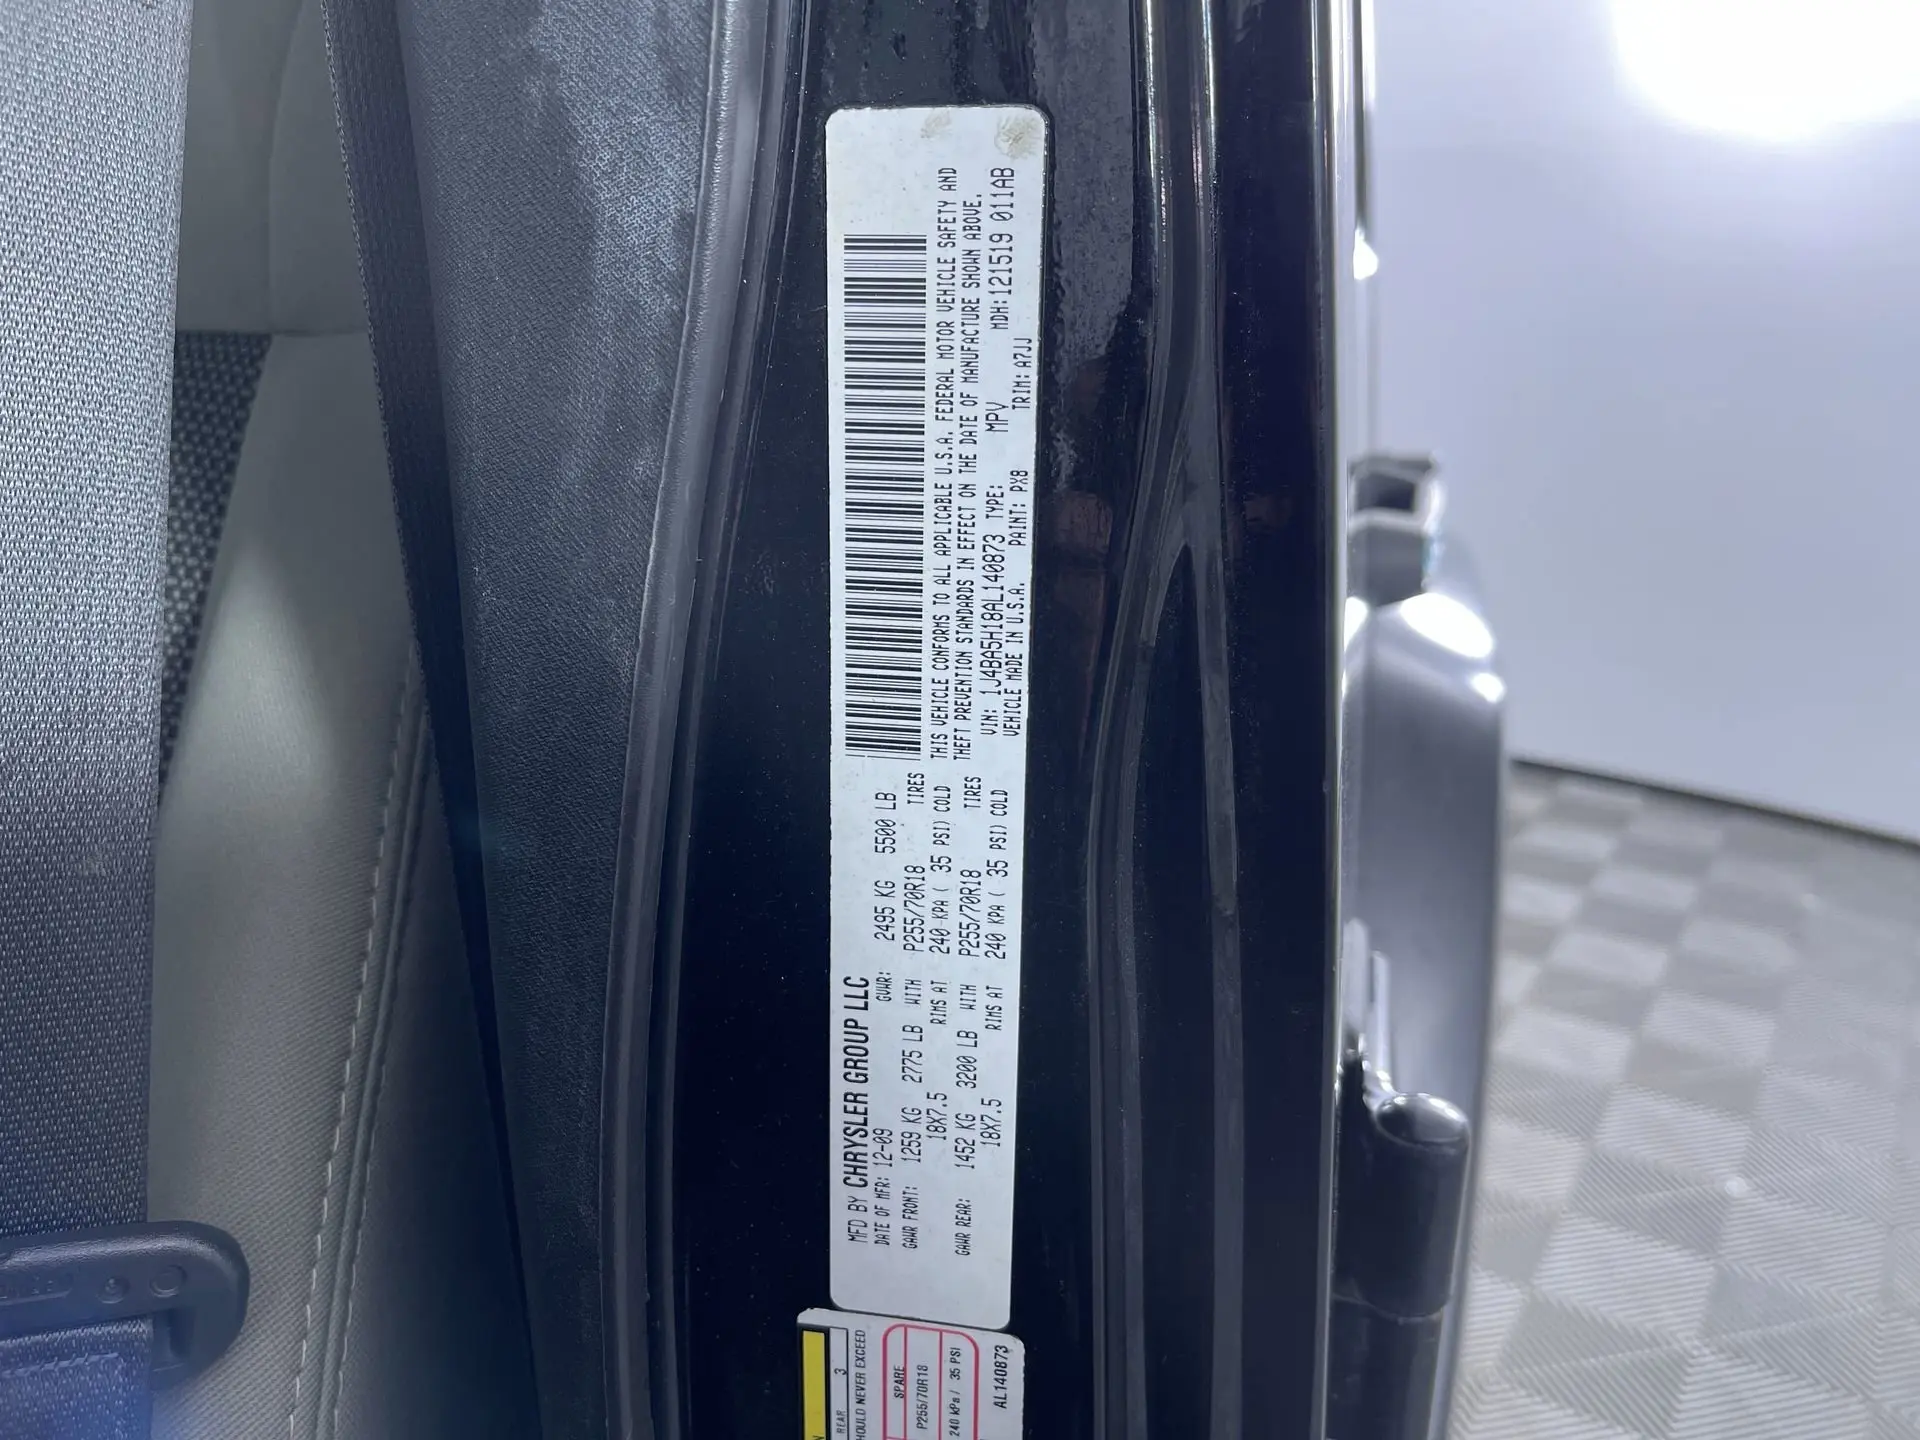 MFD BY CHRYSLER GROUP LLC
DATE OF MFR: 12-09 GVWR: 2495 KG 5500 LB
GAWR FRONT: 1259 KG 2775 LB WITH P255/70R18 TIRES
18X7.5 RIMS AT 240 KPA ( 35 PSI) COLD
GAWR REAR: 1452 KG 3200 LB WITH P255/70R18 TIRES
18X7.5 RIMS AT 240 KPA ( 35 PSI) COLD
THIS VEHICLE CONFORMS TO ALL APPLICABLE U.S.A. FEDERAL MOTOR VEHICLE SAFETY AND
THEFT PREVENTION STANDARDS IN EFFECT ON THE DATE OF MANUFACTURE SHOWN ABOVE.
VIN: 1J4BA5H18AL140873 TYPE: MPV MDH:121519 011AB
VEHICLE MADE IN U.S.A. PAINT: PX8 TRIM: A7JJ
REAR 3
NEVER EXCEED
SPARE
P255/70R18
240 kPa / 35 PSI
AL140873